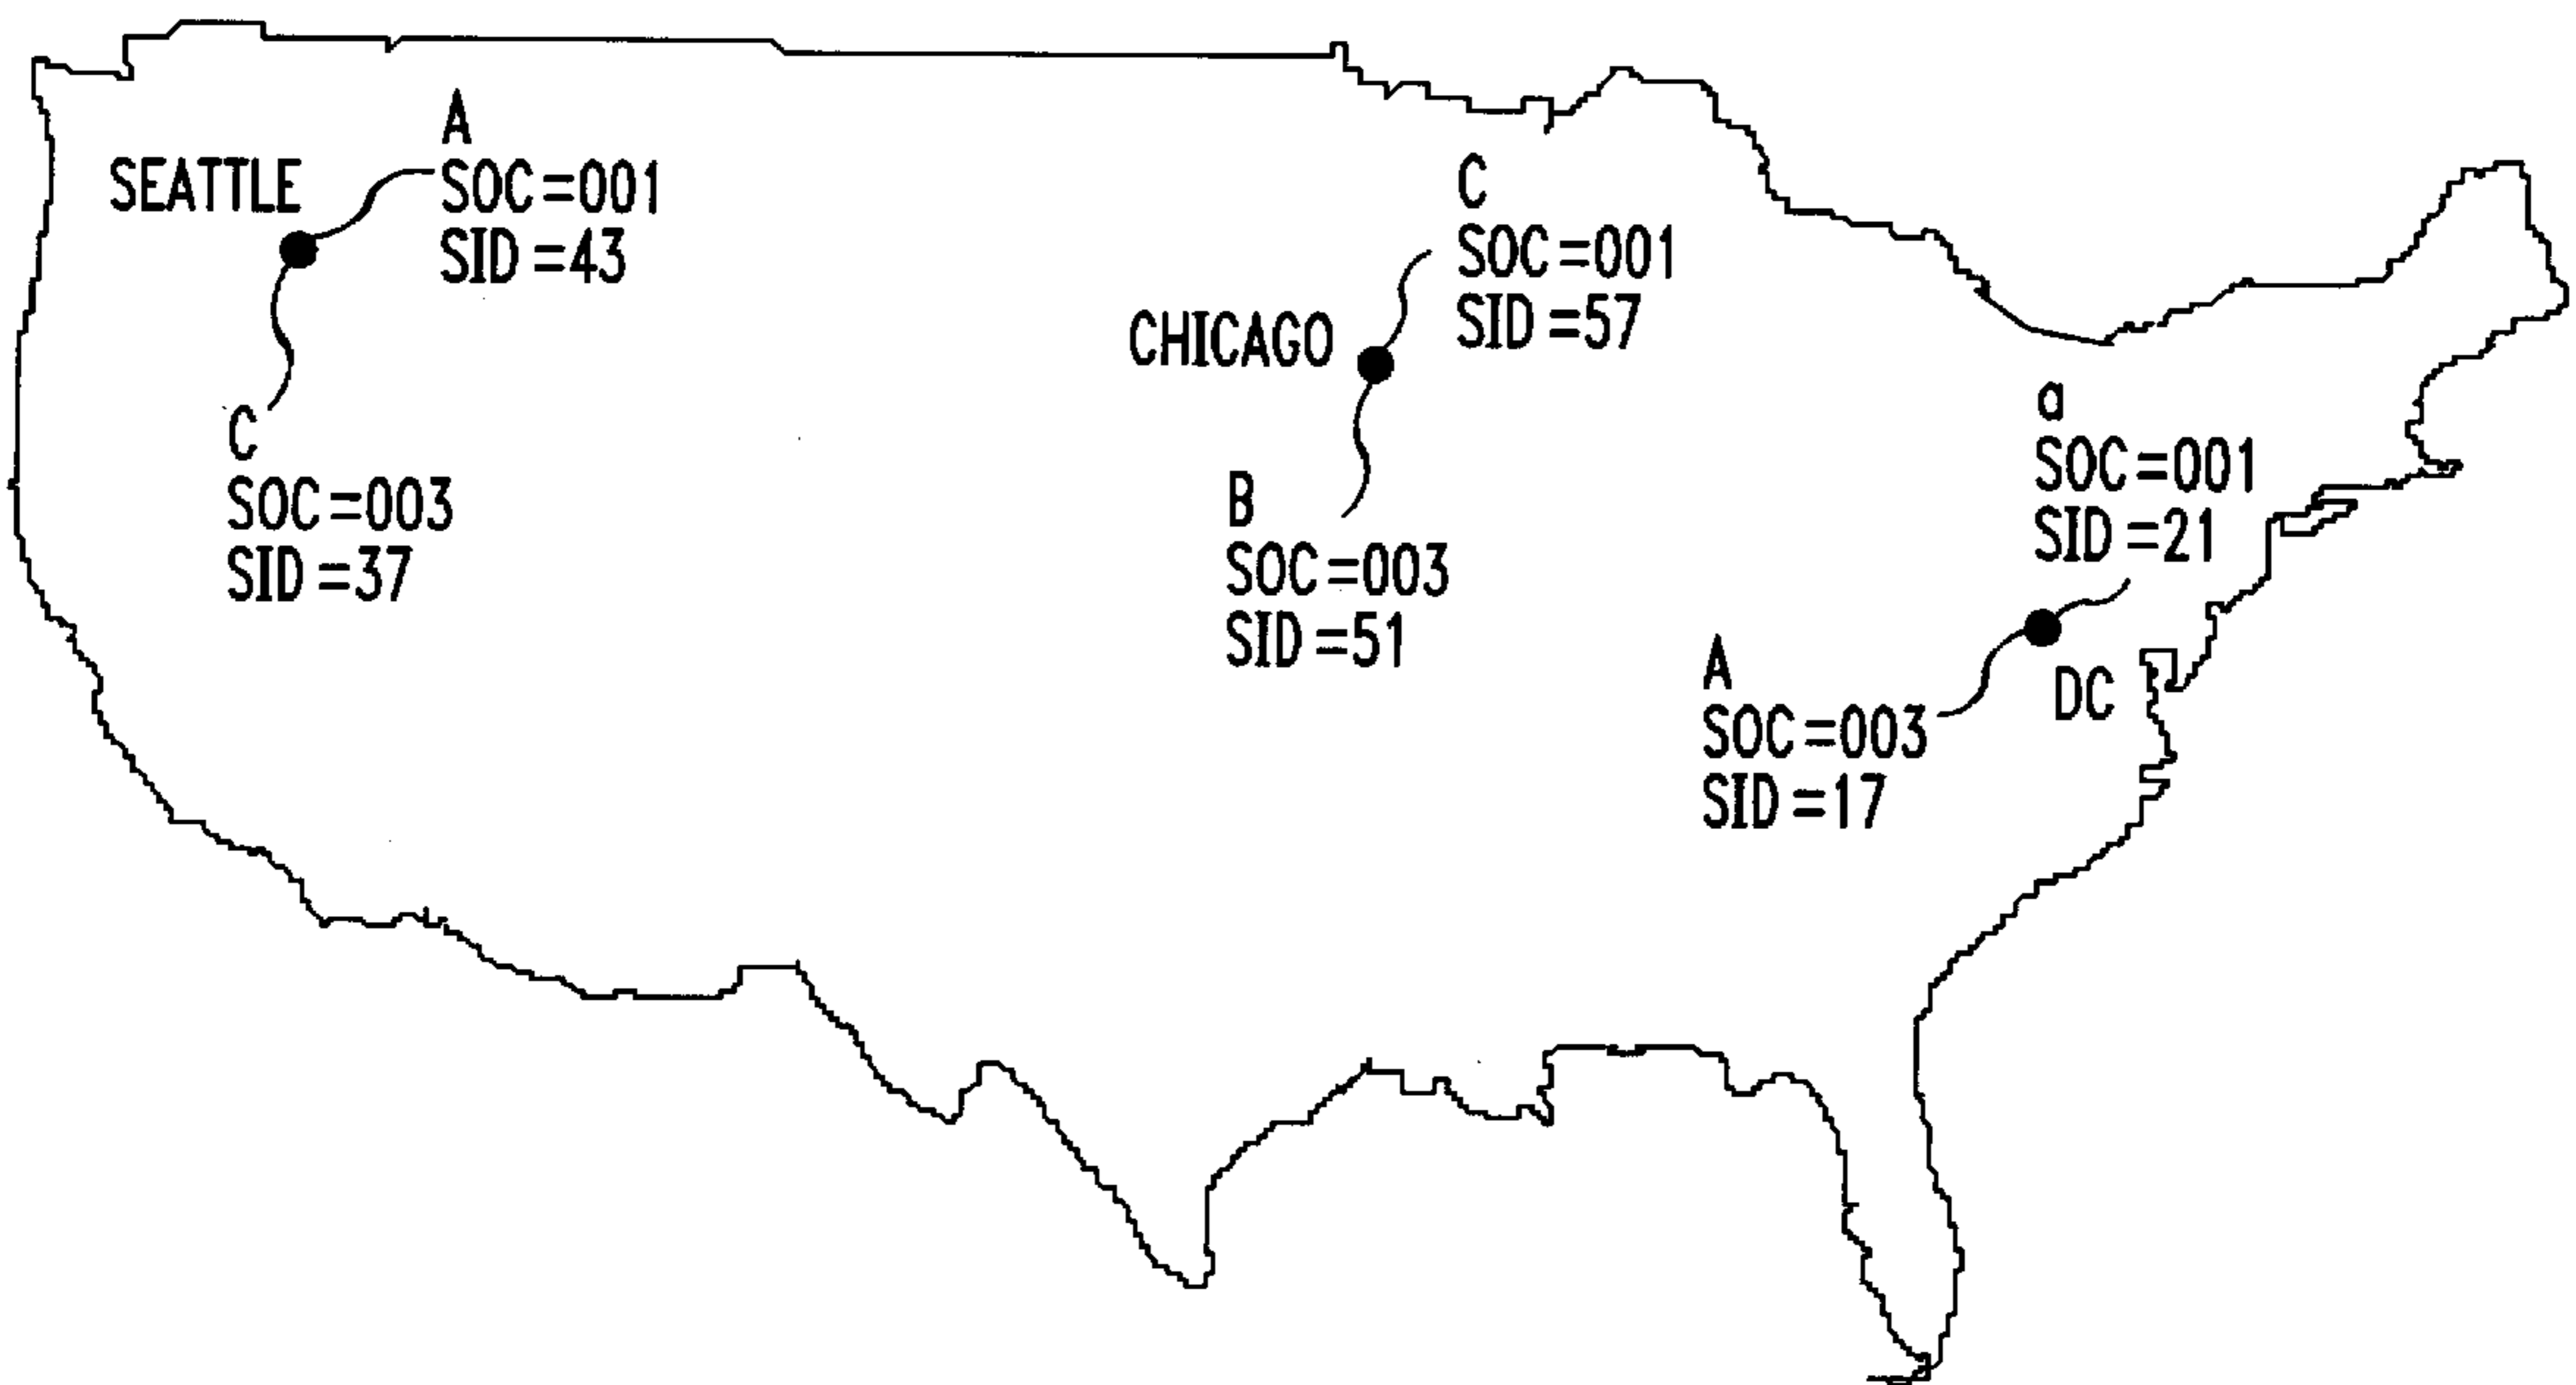 SEATTLE
A
SOC=001
SID=43
C
SOC=003
SID=37
CHICAGO
C
SOC=001
SID=57
B
SOC=003
SID=51
a
SOC=001
SID=21
A
SOC=003
SID=17
DC